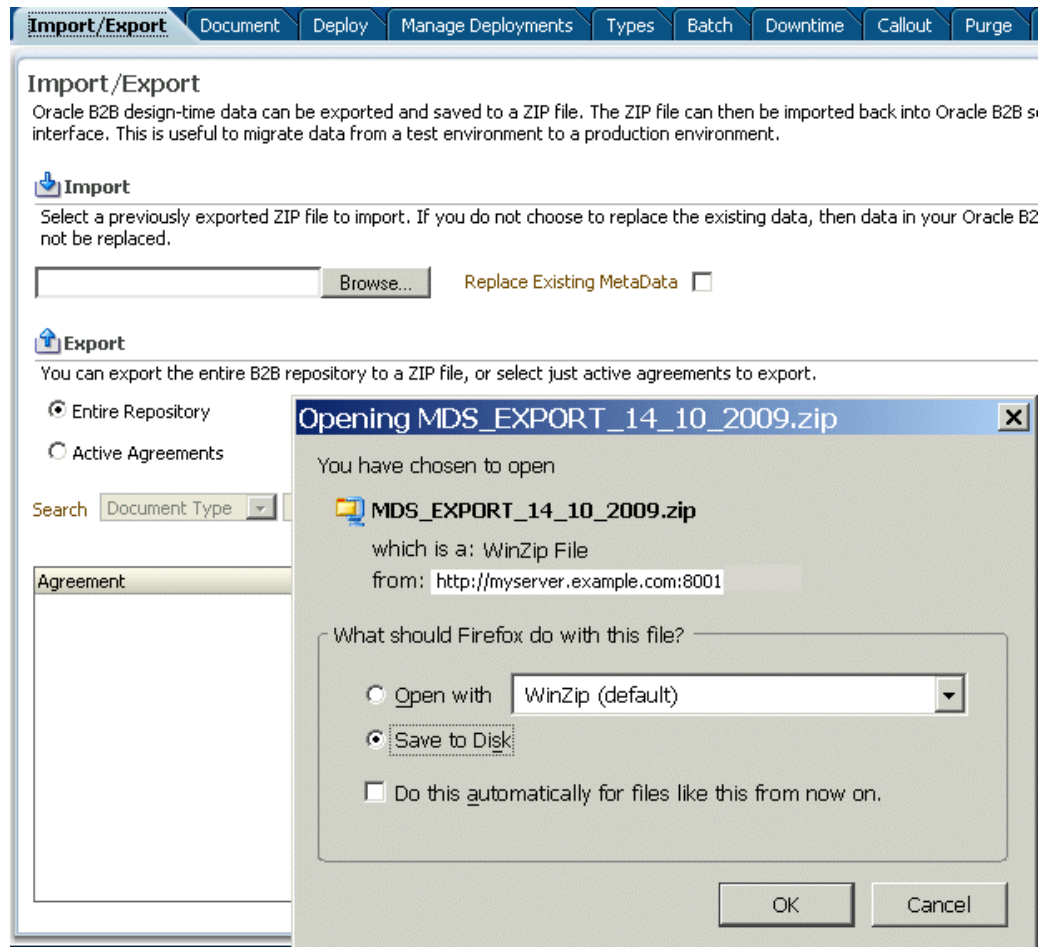 Import/Export Document Deploy Manage Deployments Types Batch Downtime Callout Purge
Import/Export
Oracle B2B design-time data can be exported and saved to a ZIP file. The ZIP file can then be imported back into Oracle B2B
interface. This is useful to migrate data from a test environment to a production environment.
Import
Select a previously exported ZIP file to import. If you do not choose to replace the existing data, then data in your Oracle B2
not be replaced.
Browse... Replace Existing MetaData
Export
You can export the entire B2B repository to a ZIP file, or select just active agreements to export.
Entire Repository
Active Agreements
Search Document Type
Agreement
Opening MDS_EXPORT_14_10_2009.zip
You have chosen to open
MDS_EXPORT_14_10_2009.zip
which is a: WinZip File
from: http://myserver.example.com:8001
What should Firefox do with this file?
Open with WinZip (default)
Save to Disk
Do this automatically for files like this from now on.
OK Cancel